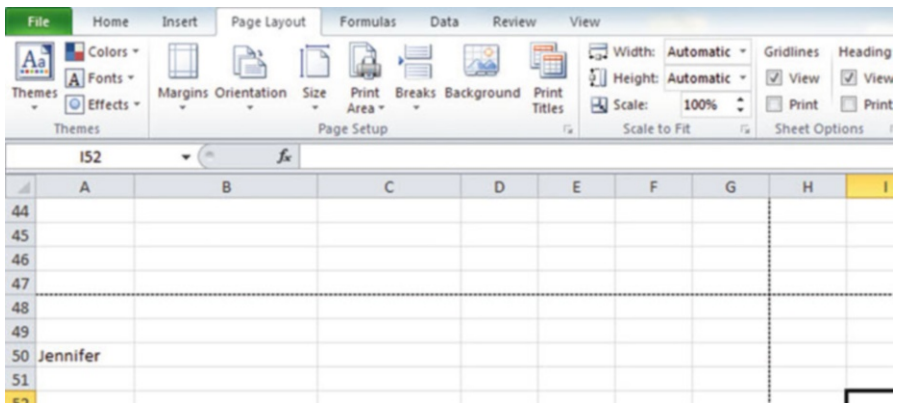 File Home Insert Page Layout Formulas Data Review View
Colors Width: Automatic Gridlines Heading
Aa Fonts Height: Automatic View View
Themes Effects Margins Orientation Size Print Area Breaks Background Print Titles Scale: 100% Print Print
Themes Page Setup Scale to Fit Sheet Options
I52 fx
A B C D E F G H I
44
45
46
47
48
49
50 Jennifer
51
52